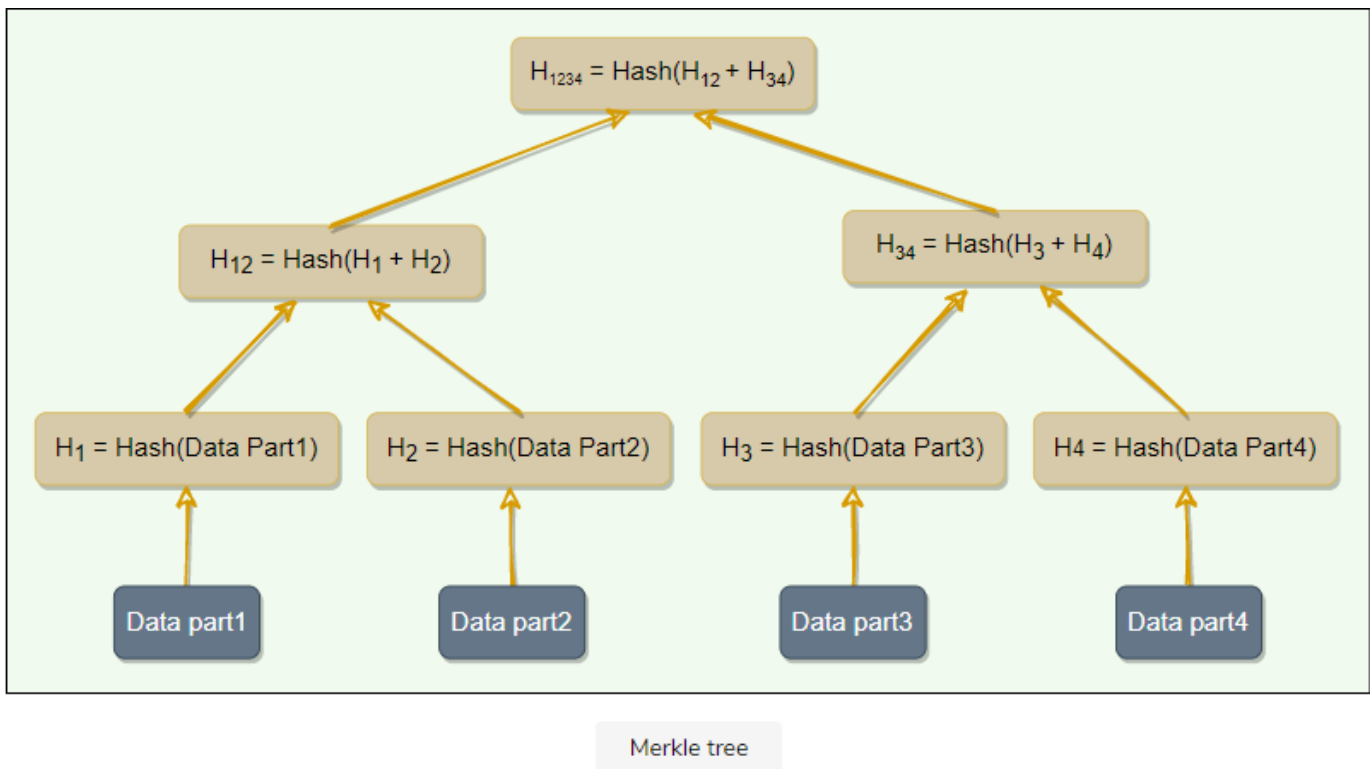 H₁₂₃₄ = Hash(H₁₂ + H₃₄)
H₁₂ = Hash(H₁ + H₂)
H₃₄ = Hash(H₃ + H₄)
H₁ = Hash(Data Part1)
H₂ = Hash(Data Part2)
H₃ = Hash(Data Part3)
H4 = Hash(Data Part4)
Data part1
Data part2
Data part3
Data part4
Merkle tree